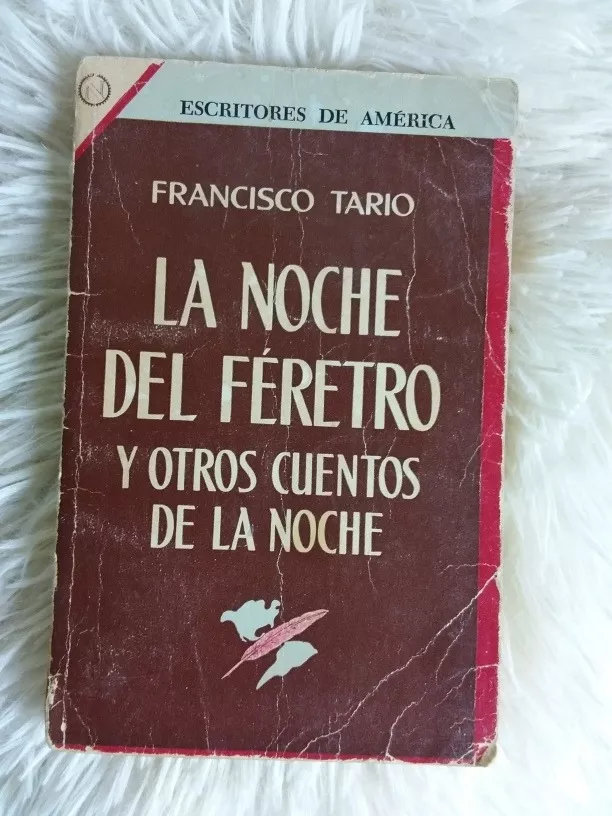 N
ESCRITORES DE AMÉRICA
FRANCISCO TARIO
LA NOCHE
DEL FÉRETRO
Y OTROS CUENTOS
DE LA NOCHE